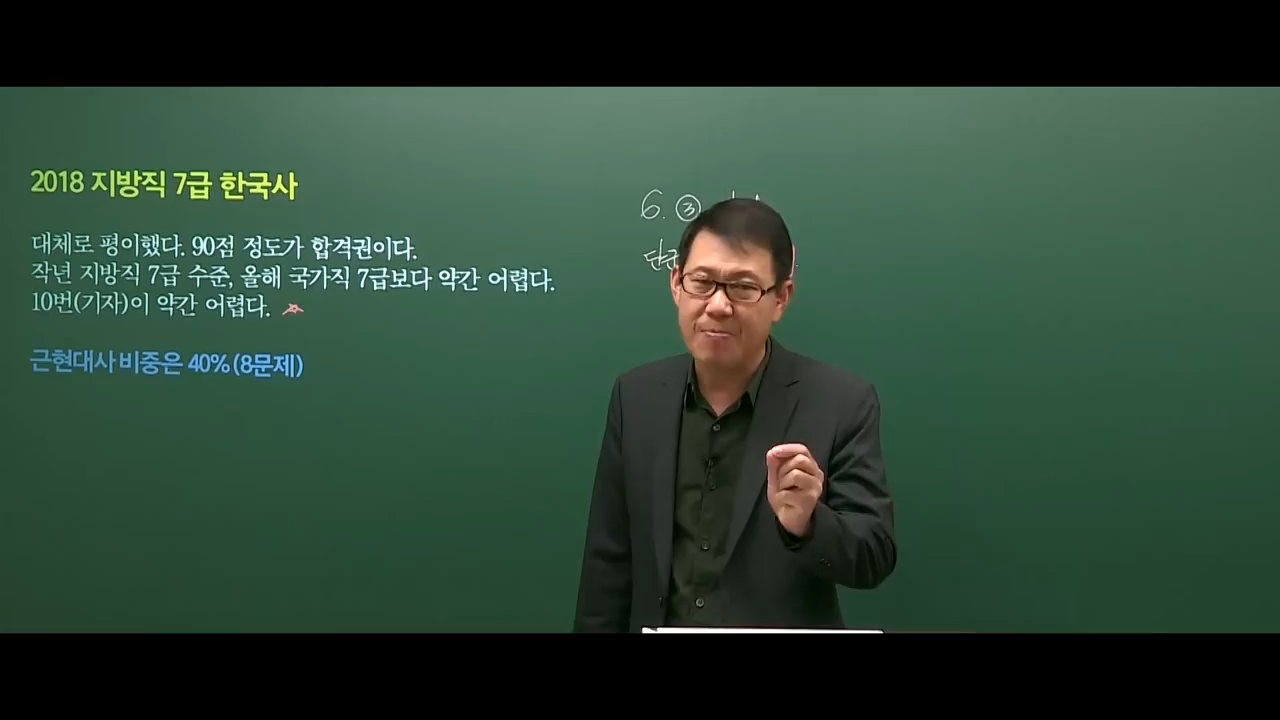 2018 지방직 7급 한국사
대체로 평이했다. 90점 정도가 합격권이다.
작년 지방직 7급 수준, 올해 국가직 7급보다 약간 어렵다.
10번(기자)이 약간 어렵다.
근현대사 비중은 40% (8문제)
6. ③
단군